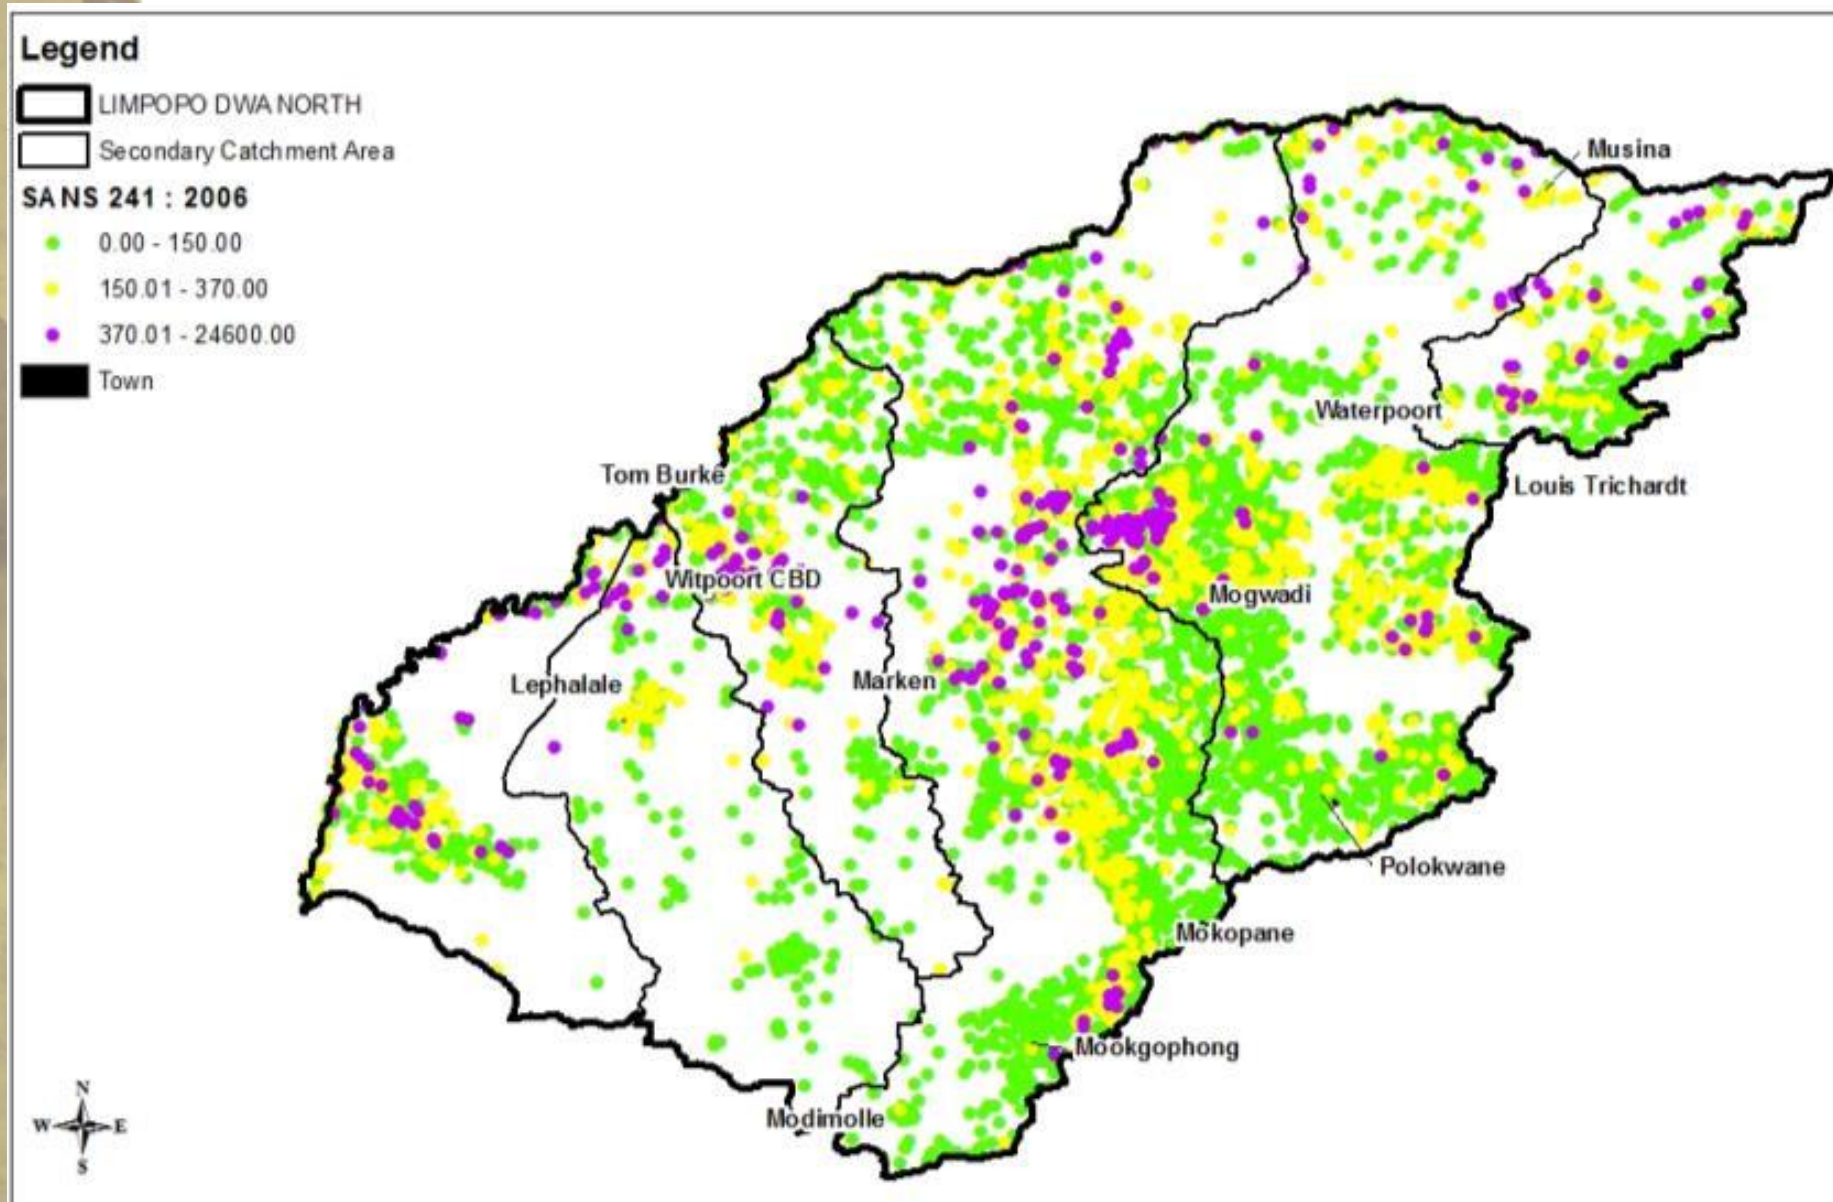 Legend
LIMPOPO DWA NORTH
Secondary Catchment Area
SANS 241 : 2006
0.00 - 150.00
150.01 - 370.00
370.01 - 24600.00
Town
Musina
Waterpoort
Tom Burke
Louis Trichardt
Witpoort CBD
Mogwadi
Lephalale
Marken
Polokwane
Mokopane
Mookgophong
Modimolle
N
W E
S